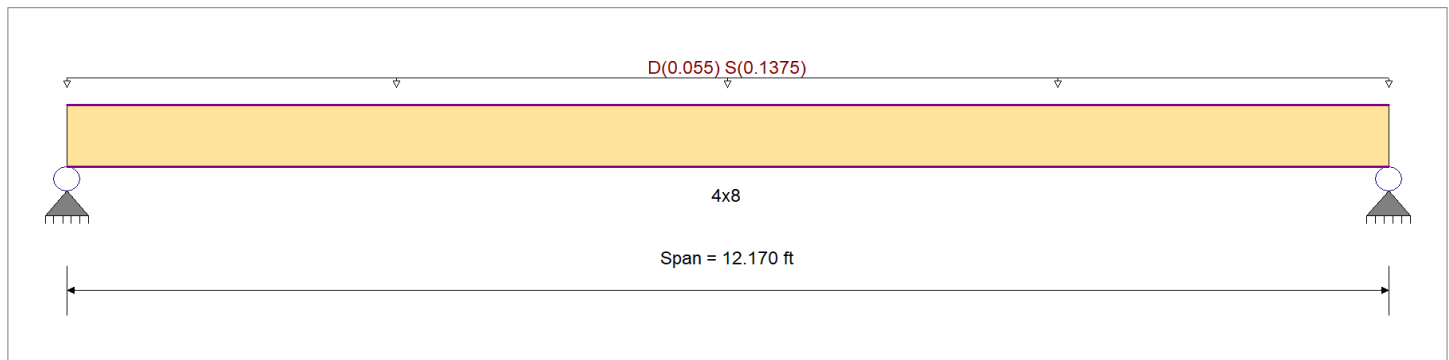 D(0.055) S(0.1375)
4x8
Span = 12.170 ft